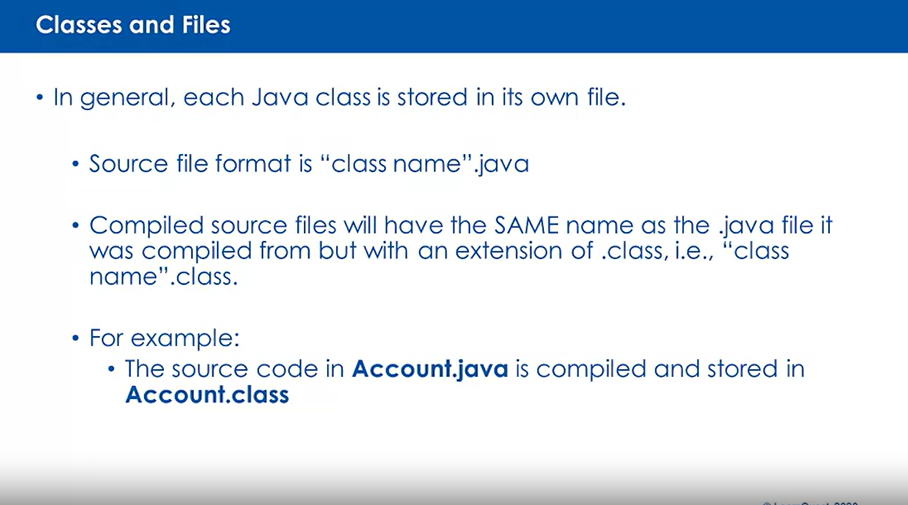 Classes and Files
• In general, each Java class is stored in its own file.
• Source file format is “class name”.java
• Compiled source files will have the SAME name as the .java file it
was compiled from but with an extension of .class, i.e., “class
name”.class.
• For example:
• The source code in Account.java is compiled and stored in
Account.class